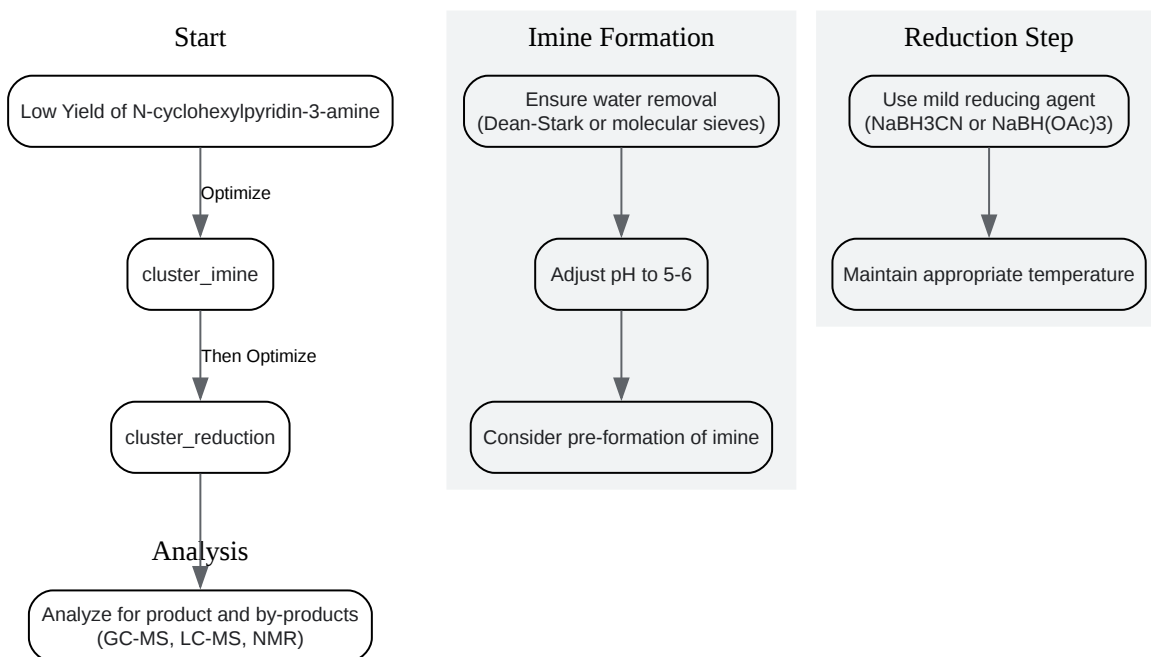 Start
Low Yield of N-cyclohexylpyridin-3-amine
Optimize
cluster_imine
Then Optimize
cluster_reduction
Analysis
Analyze for product and by-products
(GC-MS, LC-MS, NMR)
Imine Formation
Ensure water removal
(Dean-Stark or molecular sieves)
Adjust pH to 5-6
Consider pre-formation of imine
Reduction Step
Use mild reducing agent
(NaBH3CN or NaBH(OAc)3)
Maintain appropriate temperature